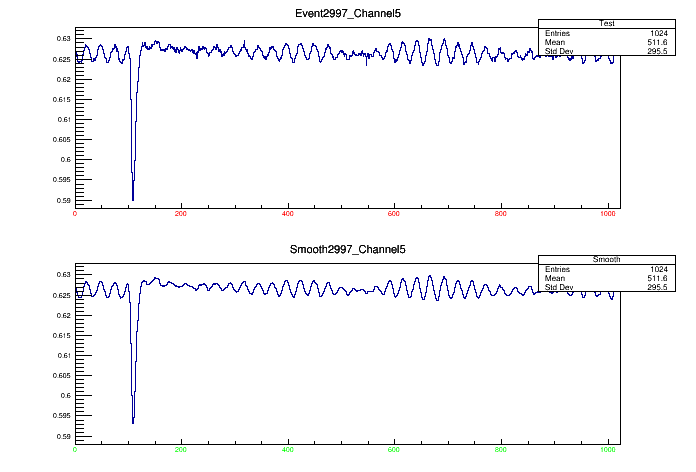 Event2997_Channel5
Test
Entries 1024
Mean 511.6
Std Dev 295.5
0.63
0.625
0.62
0.615
0.61
0.605
0.6
0.595
0.59
0 200 400 600 800 1000
Smooth2997_Channel5
Smooth
Entries 1024
Mean 511.6
Std Dev 295.5
0.63
0.625
0.62
0.615
0.61
0.605
0.6
0.595
0.59
0 200 400 600 800 1000